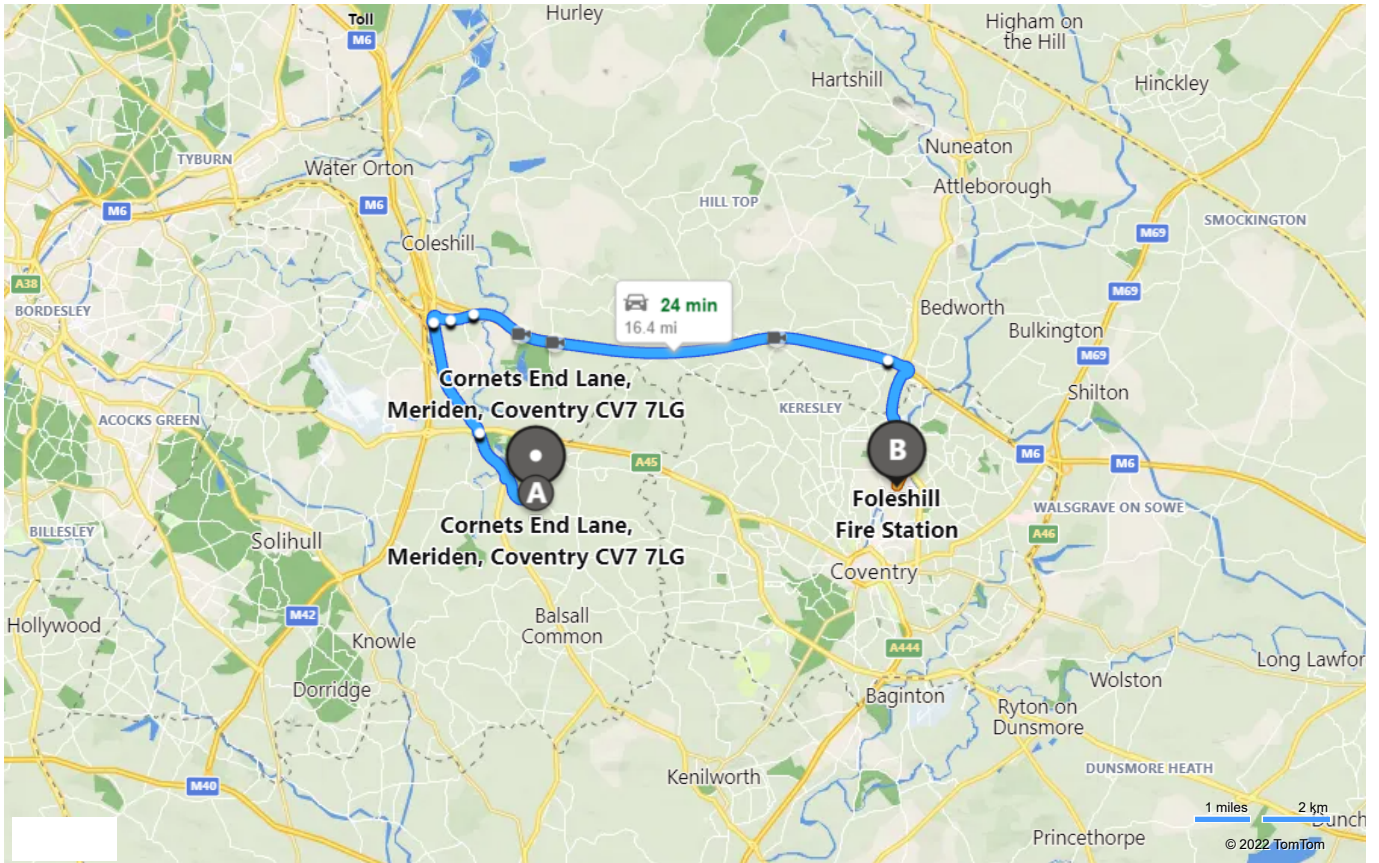 Toll
M6
Hurley
Higham on
the Hill
Hartshill
Hinckley
TYBURN
Water Orton
Nuneaton
Attleborough
M6
M6
HILL TOP
SMOCKINGTON
M69
Coleshill
A38
BORDESLEY
M69
24 min
16.4 mi
Bedworth
Bulkington
M69
Cornets End Lane,
Meriden, Coventry CV7 7LG
Shilton
KERESLEY
ACOCKS GREEN
B
M6
M6
A45
A
Foleshill
Fire Station
WALSGRAVE ON SOWE
Cornets End Lane,
Meriden, Coventry CV7 7LG
BILLESLEY
Solihull
A46
Coventry
M42
Hollywood
Balsall
Common
Knowle
A444
Long Lawfor
Dorridge
Baginton
Wolston
Ryton on
Dunsmore
Kenilworth
DUNSMORE HEATH
M40
1 miles
2 km
Dunch
Princethorpe
© 2022 TomTom